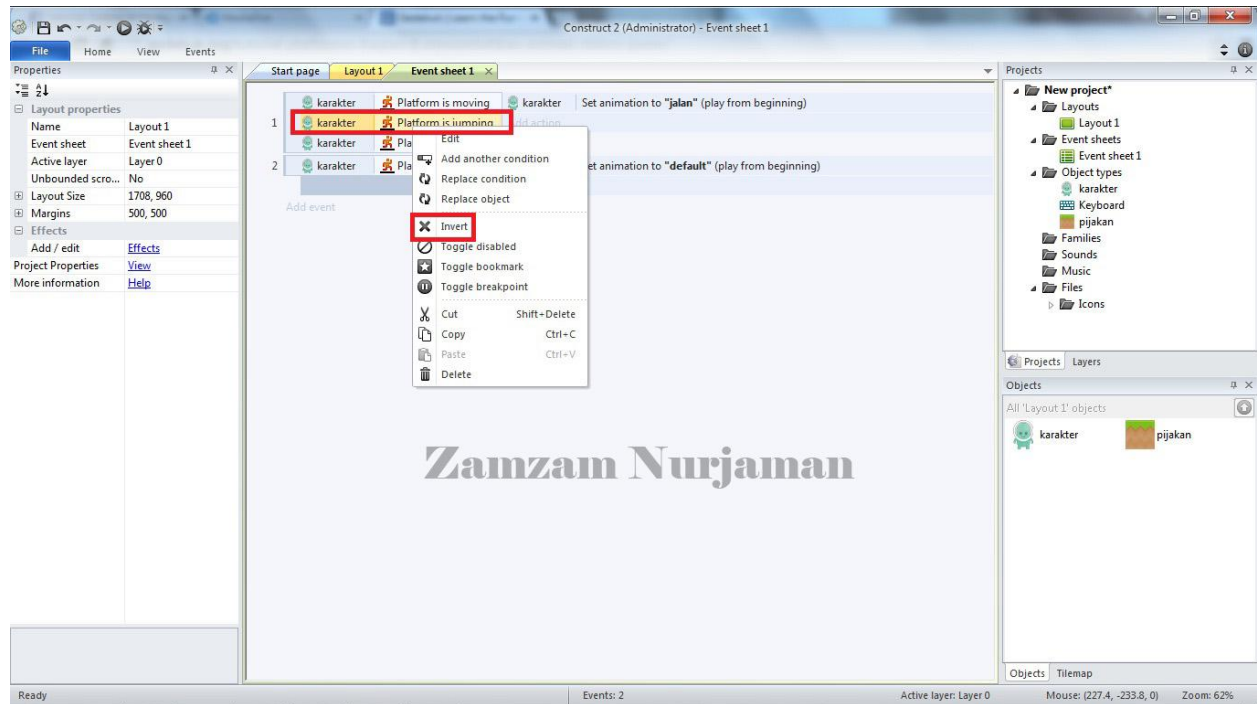 Construct 2 (Administrator) - Event sheet 1
File Home View Events
Properties
Layout properties
Name Layout 1
Event sheet Event sheet 1
Active layer Layer 0
Unbounded scro... No
Layout Size 1708, 960
Margins 500, 500
Effects
Add / edit Effects
Project Properties View
More information Help
Start page Layout 1 Event sheet 1
karakter Platform is moving karakter Set animation to "jalan" (play from beginning)
1 karakter Platform is jumping Add action
karakter Pla
2 karakter Pla et animation to "default" (play from beginning)
Add event
Edit
Add another condition
Replace condition
Replace object
Invert
Toggle disabled
Toggle bookmark
Toggle breakpoint
Cut Shift+Delete
Copy Ctrl+C
Paste Ctrl+V
Delete
Zamzam Nurjaman
Projects
New project*
Layouts
Layout 1
Event sheets
Event sheet 1
Object types
karakter
Keyboard
pijakan
Families
Sounds
Music
Files
Icons
Projects Layers
Objects
All 'Layout 1' objects
karakter pijakan
Objects Tilemap
Ready Events: 2 Active layer: Layer 0 Mouse: (227.4, -233.8, 0) Zoom: 62%